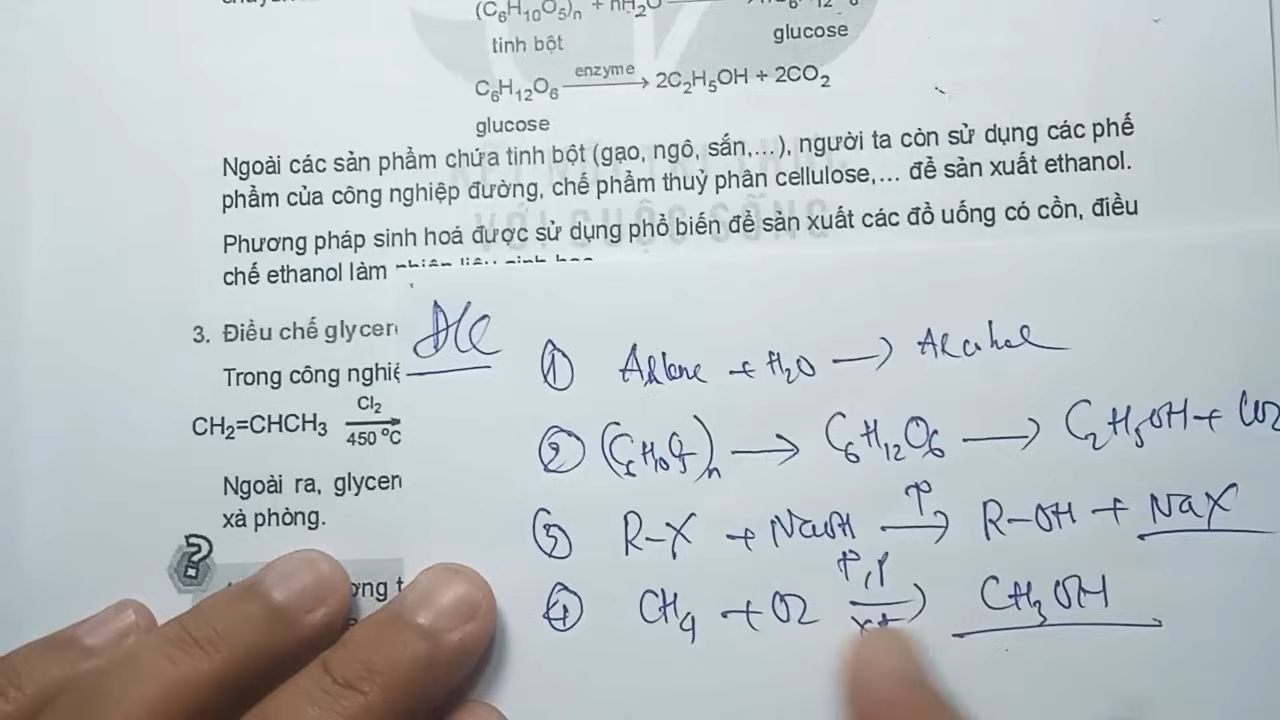 (C₆H₁₀O₅)ₙ + nH₂O
tinh bột glucose
C₆H₁₂O₆ enzyme → 2C₂H₅OH + 2CO₂
glucose
Ngoài các sản phẩm chứa tinh bột (gạo, ngô, sắn,...), người ta còn sử dụng các phế
phẩm của công nghiệp đường, chế phẩm thuỷ phân cellulose,... để sản xuất ethanol.
Phương pháp sinh hoá được sử dụng phổ biến để sản xuất các đồ uống có cồn, điều
chế ethanol làm
3. Điều chế glycer
ĐC
Trong công nghiệ
CH₂=CHCH₃ Cl₂ 450 °C
Ngoài ra, glycer
xà phòng.
?
① Alkene + H₂O → Alcohol
② (C₆H₁₀O₅)ₙ → C₆H₁₂O₆ → C₂H₅OH + CO₂
③ R-X + NaOH → R-OH + NaX
④ CH₄ + O₂ xt → CH₃OH